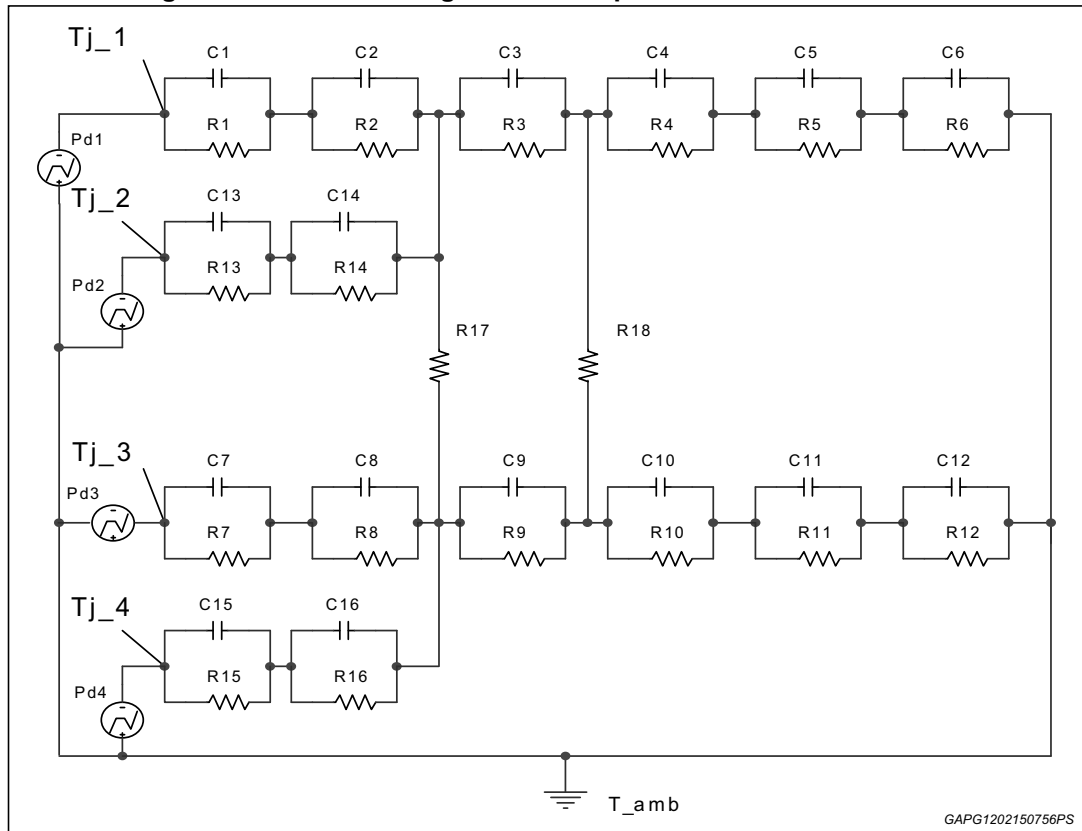 Tj_1
C1 C2 C3 C4 C5 C6
R1 R2 R3 R4 R5 R6
Pd1
-
+
Tj_2
C13 C14
R13 R14
Pd2
-
+
R17 R18
Tj_3
C7 C8 C9 C10 C11 C12
Pd3
-
+
R7 R8 R9 R10 R11 R12
Tj_4
C15 C16
R15 R16
Pd4
-
+
T_amb
GAPG1202150756PS